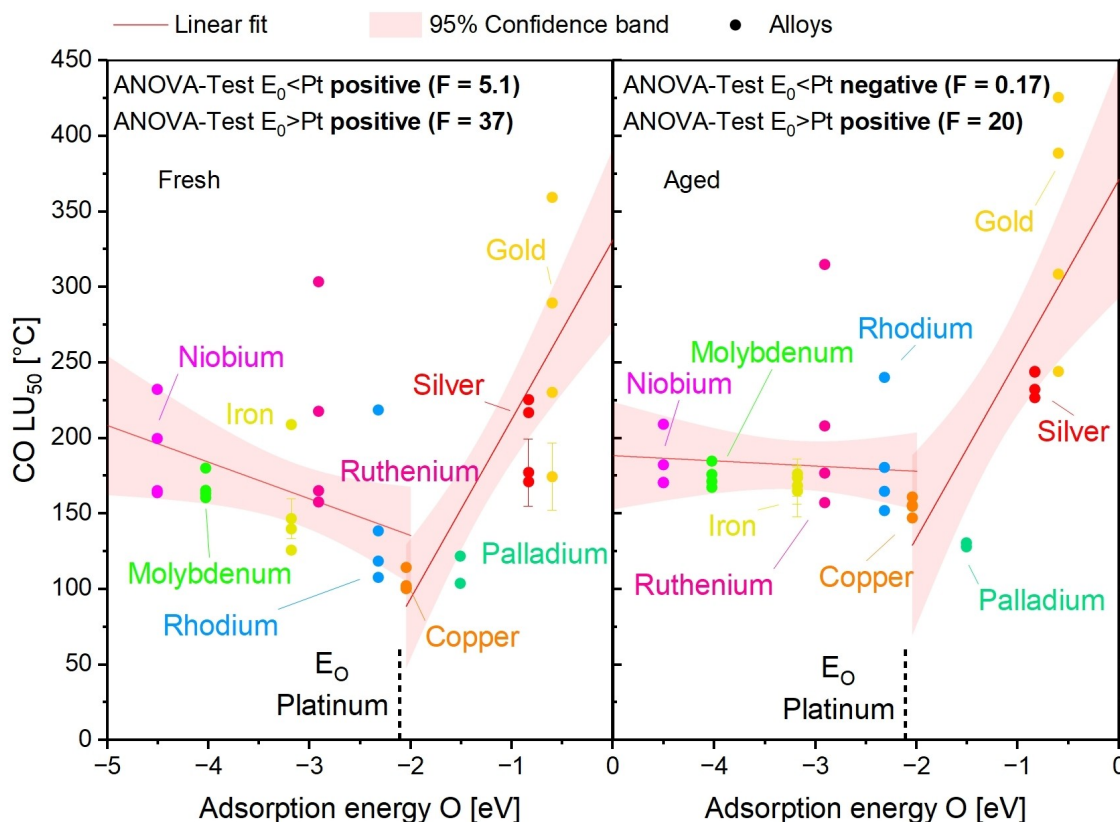 Linear fit 95% Confidence band Alloys
CO LU50 [°C]
450
400
350
300
250
200
150
100
50
0
ANOVA-Test E0<Pt positive (F = 5.1)
ANOVA-Test E0>Pt positive (F = 37)
Fresh
Gold
Niobium
Iron
Silver
Ruthenium
Molybdenum
Palladium
Rhodium
Copper
EO
Platinum
−5 −4 −3 −2 −1
Adsorption energy O [eV]
ANOVA-Test E0<Pt negative (F = 0.17)
ANOVA-Test E0>Pt positive (F = 20)
Aged
Gold
Rhodium
Molybdenum
Niobium
Silver
Iron
Ruthenium
Copper
Palladium
EO
Platinum
−4 −3 −2 −1 0
Adsorption energy O [eV]